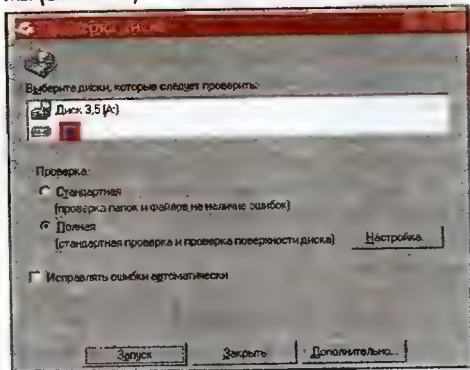 Выберите диски, которые следует проверить:
Диск 3,5 (A:)
Проверка:
Стандартная
(проверка папок и файлов на наличие ошибок)
Полная
(стандартная проверка и проверка поверхности диска)
Настройка...
Исправлять ошибки автоматически
Запуск
Закрыть
Дополнительно...